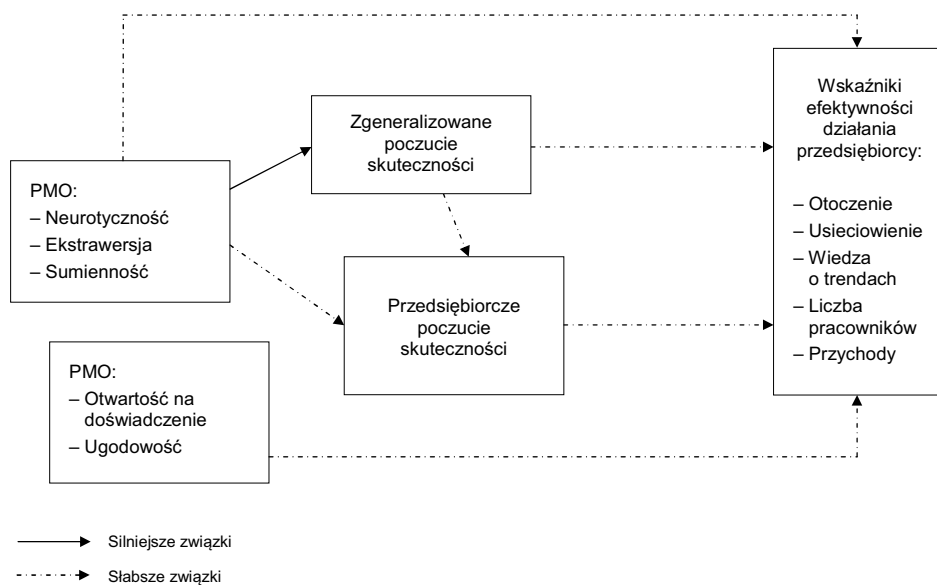 PMO:
– Neurotyczność
– Ekstrawersja
– Sumienność
PMO:
– Otwartość na
doświadczenie
– Ugodowość
Zgeneralizowane
poczucie
skuteczności
Przedsiębiorcze
poczucie
skuteczności
Wskaźniki
efektywności
działania
przedsiębiorcy:
– Otoczenie
– Usieciowienie
– Wiedza
o trendach
– Liczba
pracowników
– Przychody
Silniejsze związki
Słabsze związki